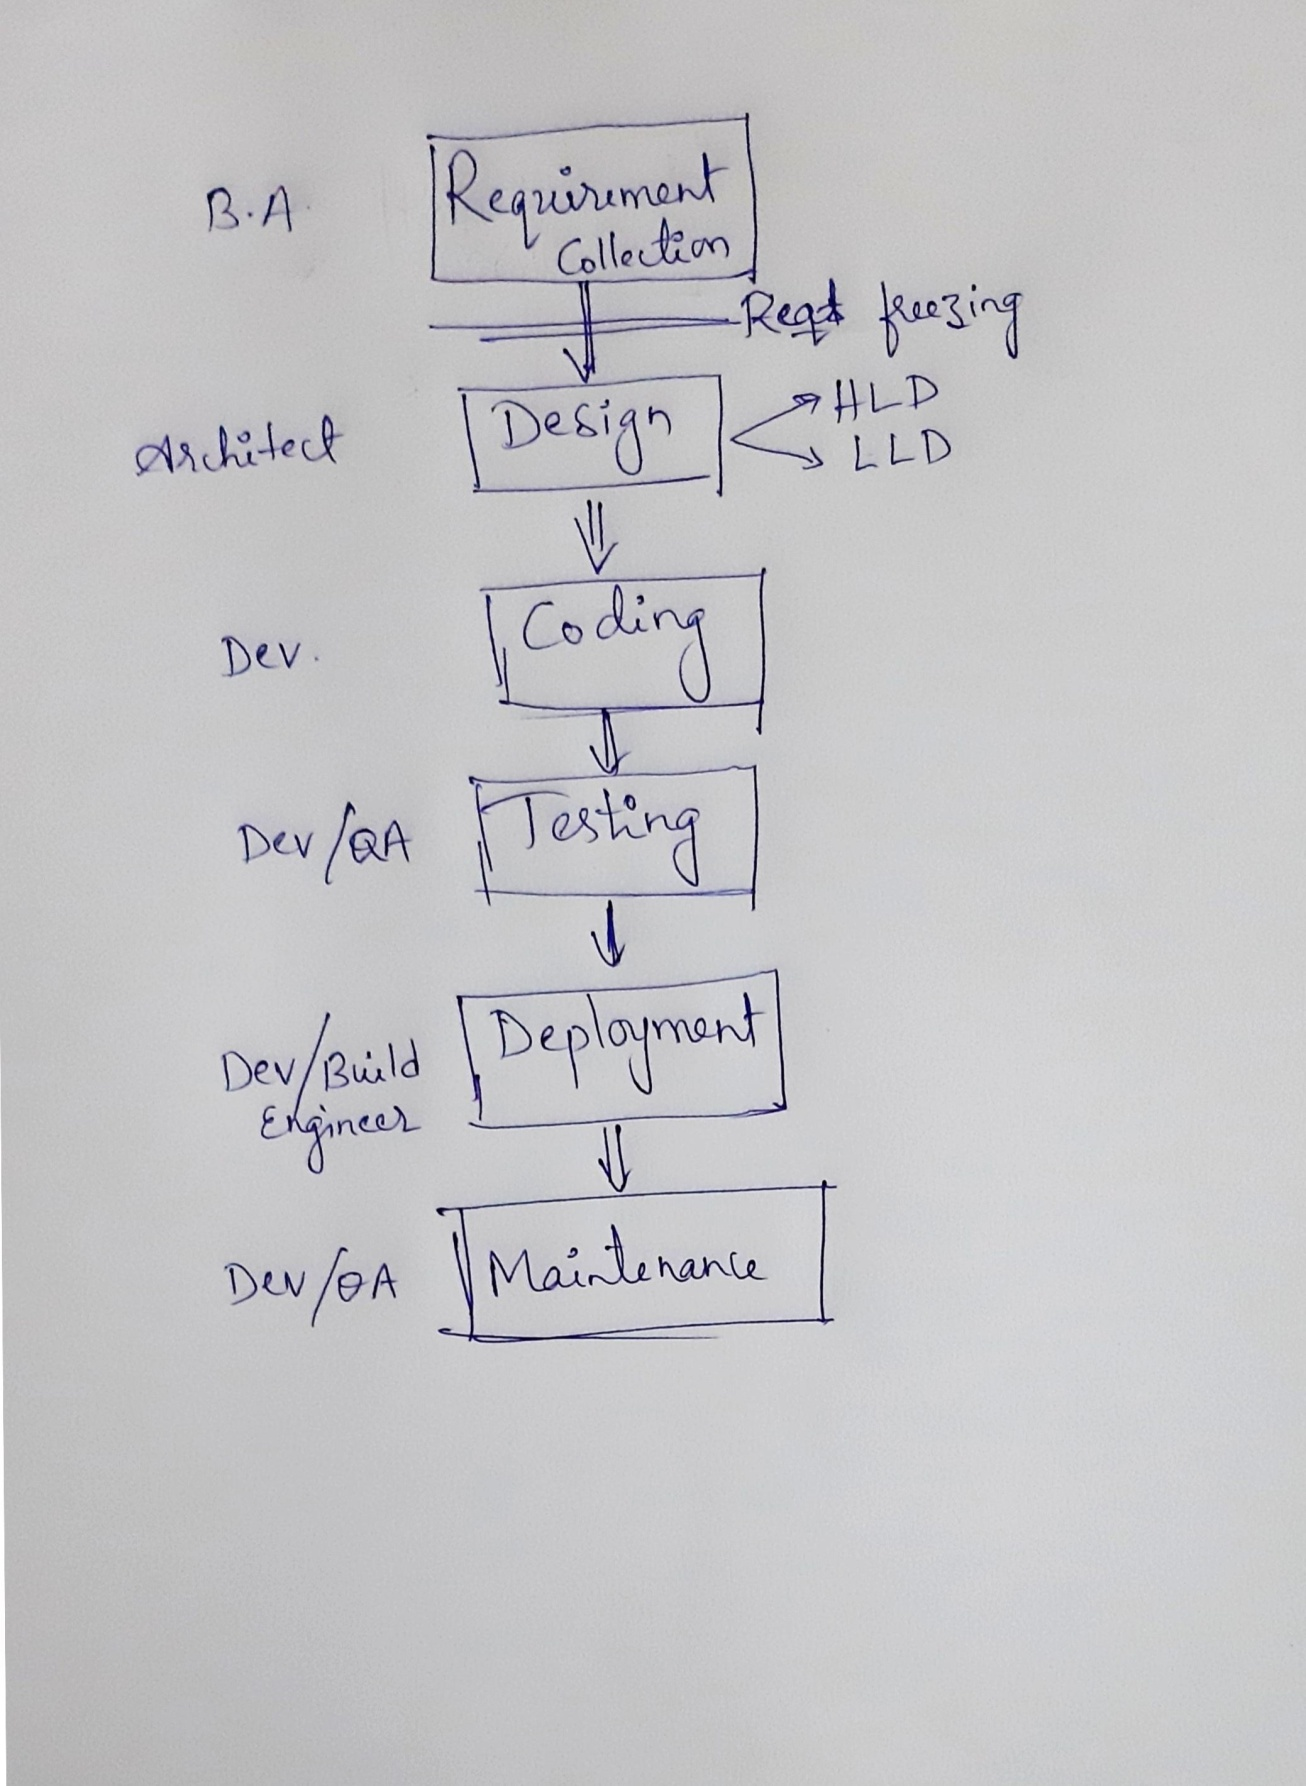 B.A.
Requirement
Collection
Reqt freezing
Architect
Design
HLD
LLD
Dev.
Coding
Dev/QA
Testing
Dev/Build
Engineer
Deployment
Dev/QA
Maintenance